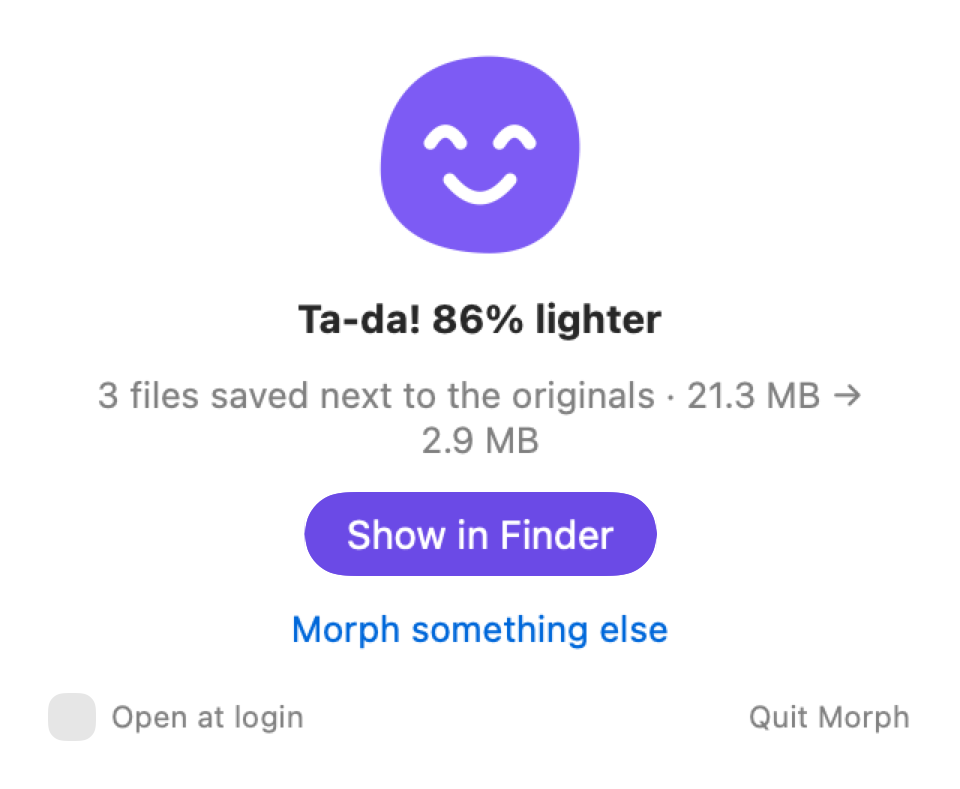 Ta-da! 86% lighter
3 files saved next to the originals · 21.3 MB →
2.9 MB
Show in Finder
Morph something else
Open at login
Quit Morph